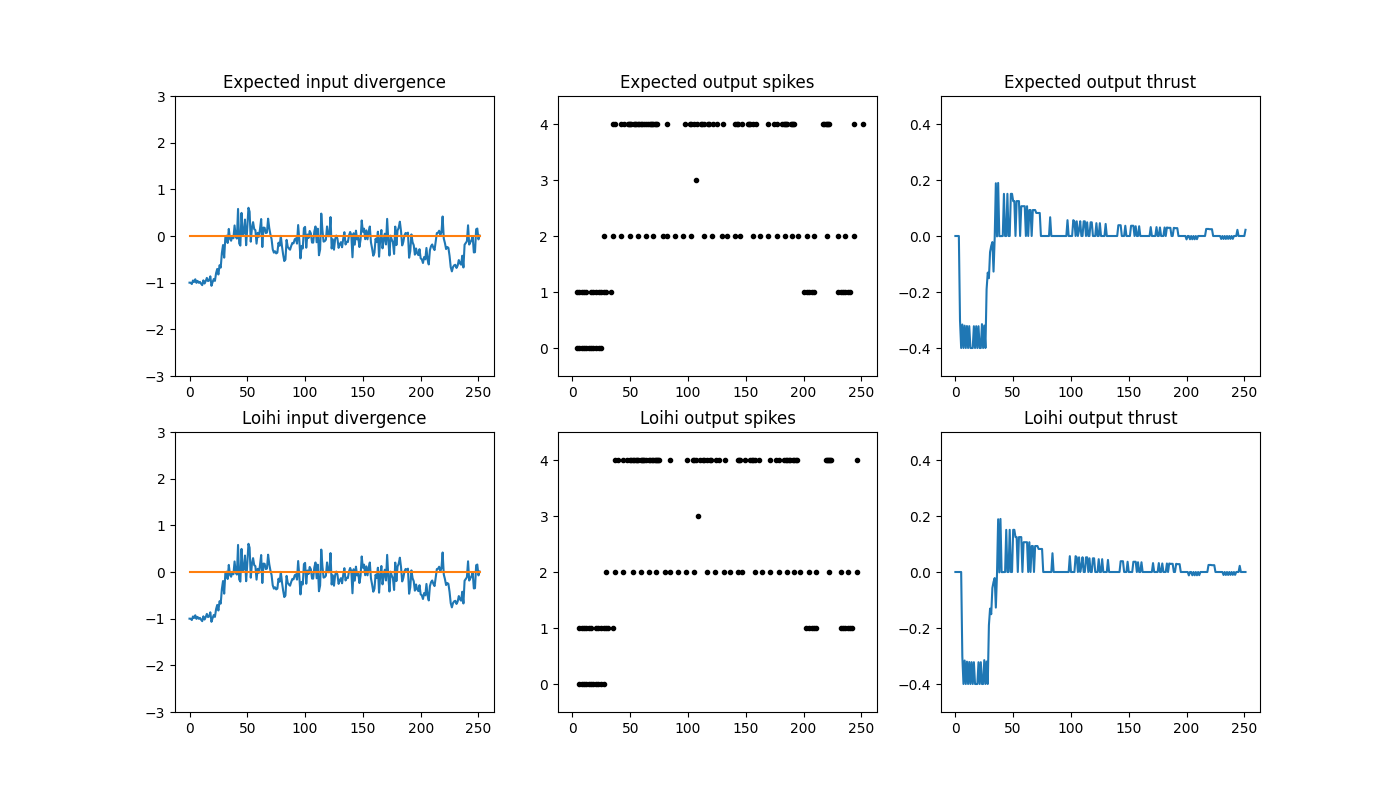 Expected input divergence
3
2
1
0
−1
−2
−3
0 50 100 150 200 250
Expected output spikes
4
3
2
1
0
0 50 100 150 200 250
Expected output thrust
0.4
0.2
0.0
−0.2
−0.4
0 50 100 150 200 250
Loihi input divergence
3
2
1
0
−1
−2
−3
0 50 100 150 200 250
Loihi output spikes
4
3
2
1
0
0 50 100 150 200 250
Loihi output thrust
0.4
0.2
0.0
−0.2
−0.4
0 50 100 150 200 250